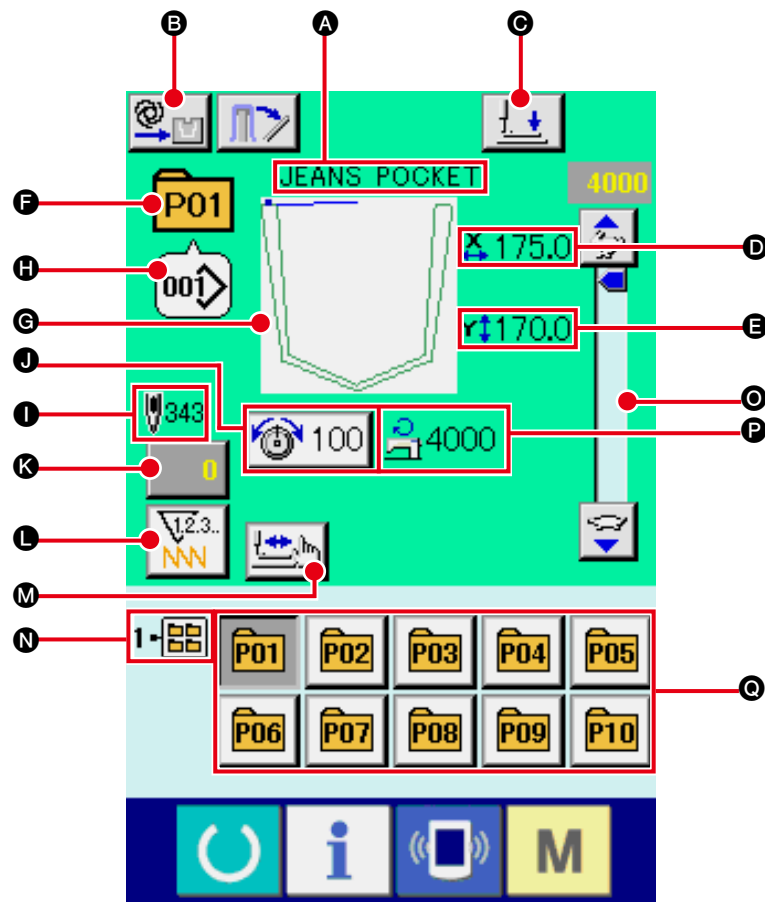 B A C
JEANS POCKET
4000
F P01
X 175.0 D
H 001
G
Y 170.0 E
J
I 343
O
100 4000 P
K 0
L 1.2.3..
M
N 1
P01 P02 P03 P04 P05
Q
P06 P07 P08 P09 P10
i M